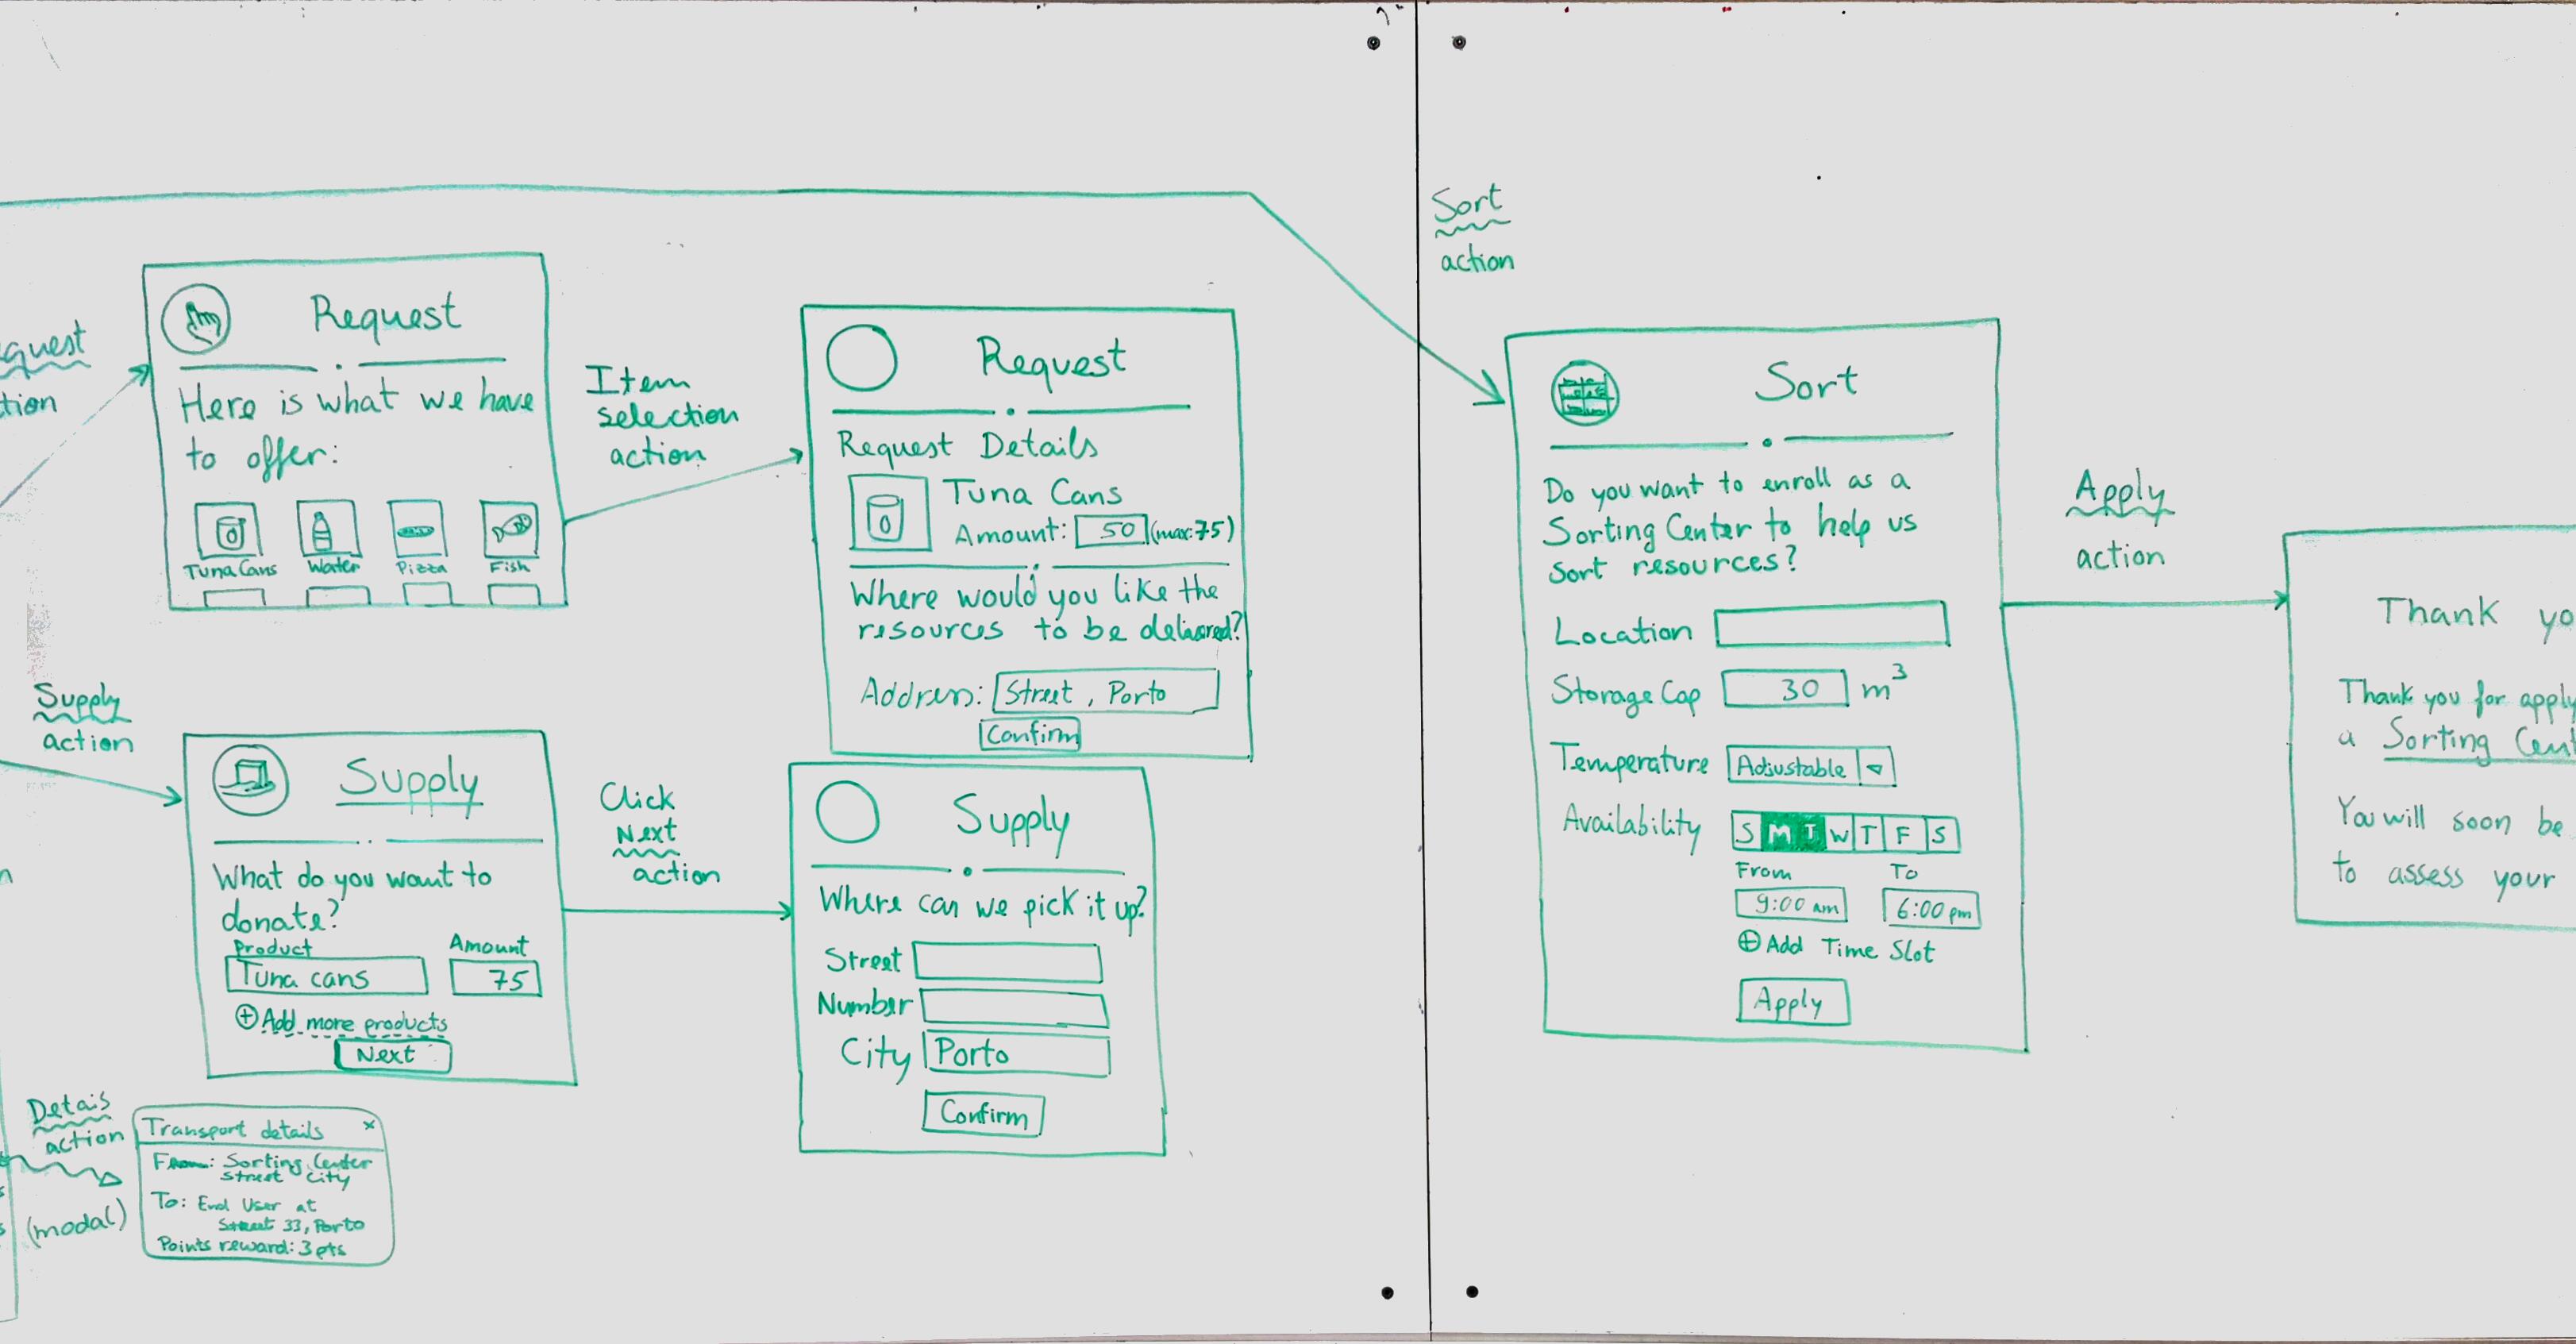 Sort
action
quest
tion
Request
Here is what we have
to offer:
Tuna Cans
Water
Pizza
Fish
Item
selection
action
Request
Request Details
Tuna Cans
Amount: 50 (max:75)
Where would you like the
resources to be delivered?
Address: Street, Porto
Confirm
Supply
action
Supply
What do you want to
donate?
Product Amount
Tuna cans 75
+ Add more products
Next
Click
Next
action
Supply
Where can we pick it up?
Street
Number
City Porto
Confirm
Detais
action
(modal)
Transport details x
From: Sorting Center
Street City
To: End User at
Street 33, Porto
Points reward: 3 pts
Sort
Do you want to enroll as a
Sorting Center to help us
sort resources?
Location
Storage Cap 30 m³
Temperature Adjustable
Availability S M T W T F S
From To
9:00 am 6:00 pm
+ Add Time Slot
Apply
Apply
action
Thank yo
Thank you for apply
a Sorting Cent
You will soon be
to assess your